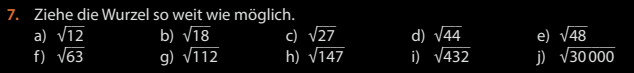 7. Ziehe die Wurzel so weit wie möglich.
a) √12 b) √18 c) √27 d) √44 e) √48
f) √63 g) √112 h) √147 i) √432 j) √30 000